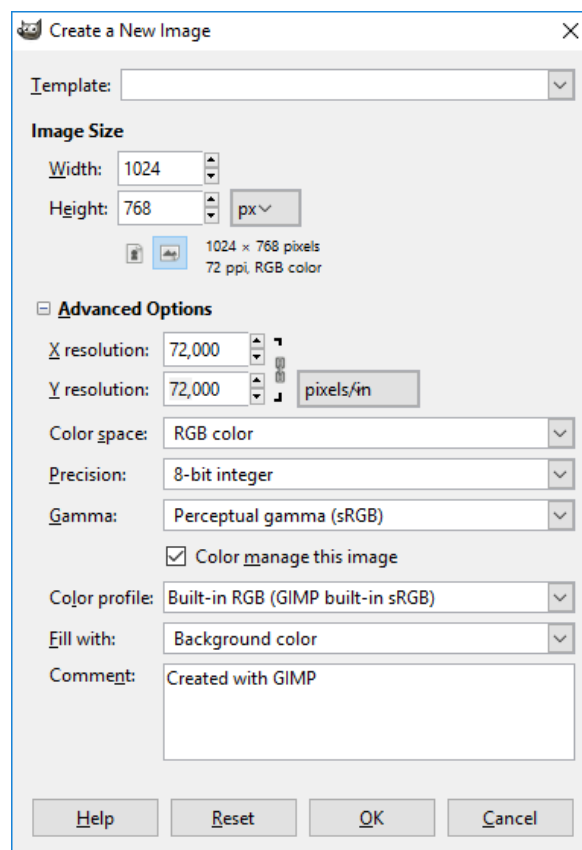 Create a New Image
Template:
Image Size
Width: 1024
Height: 768 px
1024 × 768 pixels
72 ppi, RGB color
Advanced Options
X resolution: 72,000
Y resolution: 72,000 pixels/in
Color space: RGB color
Precision: 8-bit integer
Gamma: Perceptual gamma (sRGB)
Color manage this image
Color profile: Built-in RGB (GIMP built-in sRGB)
Fill with: Background color
Comment: Created with GIMP
Help Reset OK Cancel